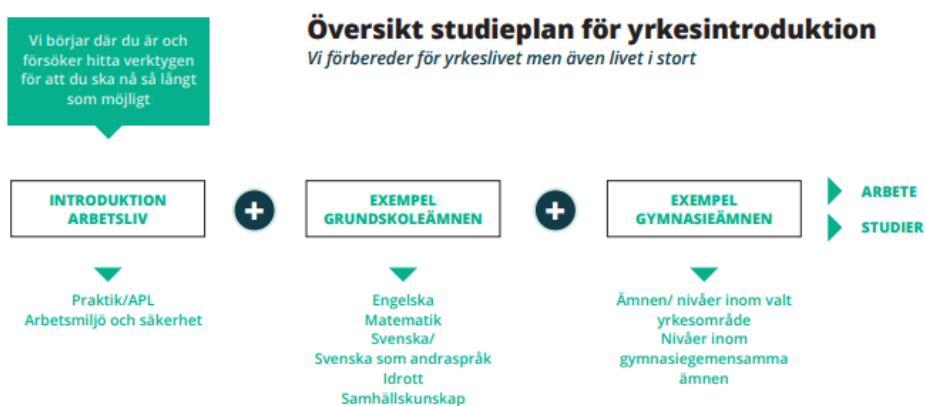 Vi börjar där du är och
försöker hitta verktygen
för att du ska nå så långt
som möjligt
Översikt studieplan för yrkesintroduktion
Vi förbereder för yrkeslivet men även livet i stort
INTRODUKTION
ARBETSLIV
+
EXEMPEL
GRUNDSKOLEÄMNEN
+
EXEMPEL
GYMNASIEÄMNEN
ARBETE
STUDIER
Praktik/APL
Arbetsmiljö och säkerhet
Engelska
Matematik
Svenska/
Svenska som andraspråk
Idrott
Samhällskunskap
Ämnen/ nivåer inom valt
yrkesområde
Nivåer inom
gymnasiegemensamma
ämnen